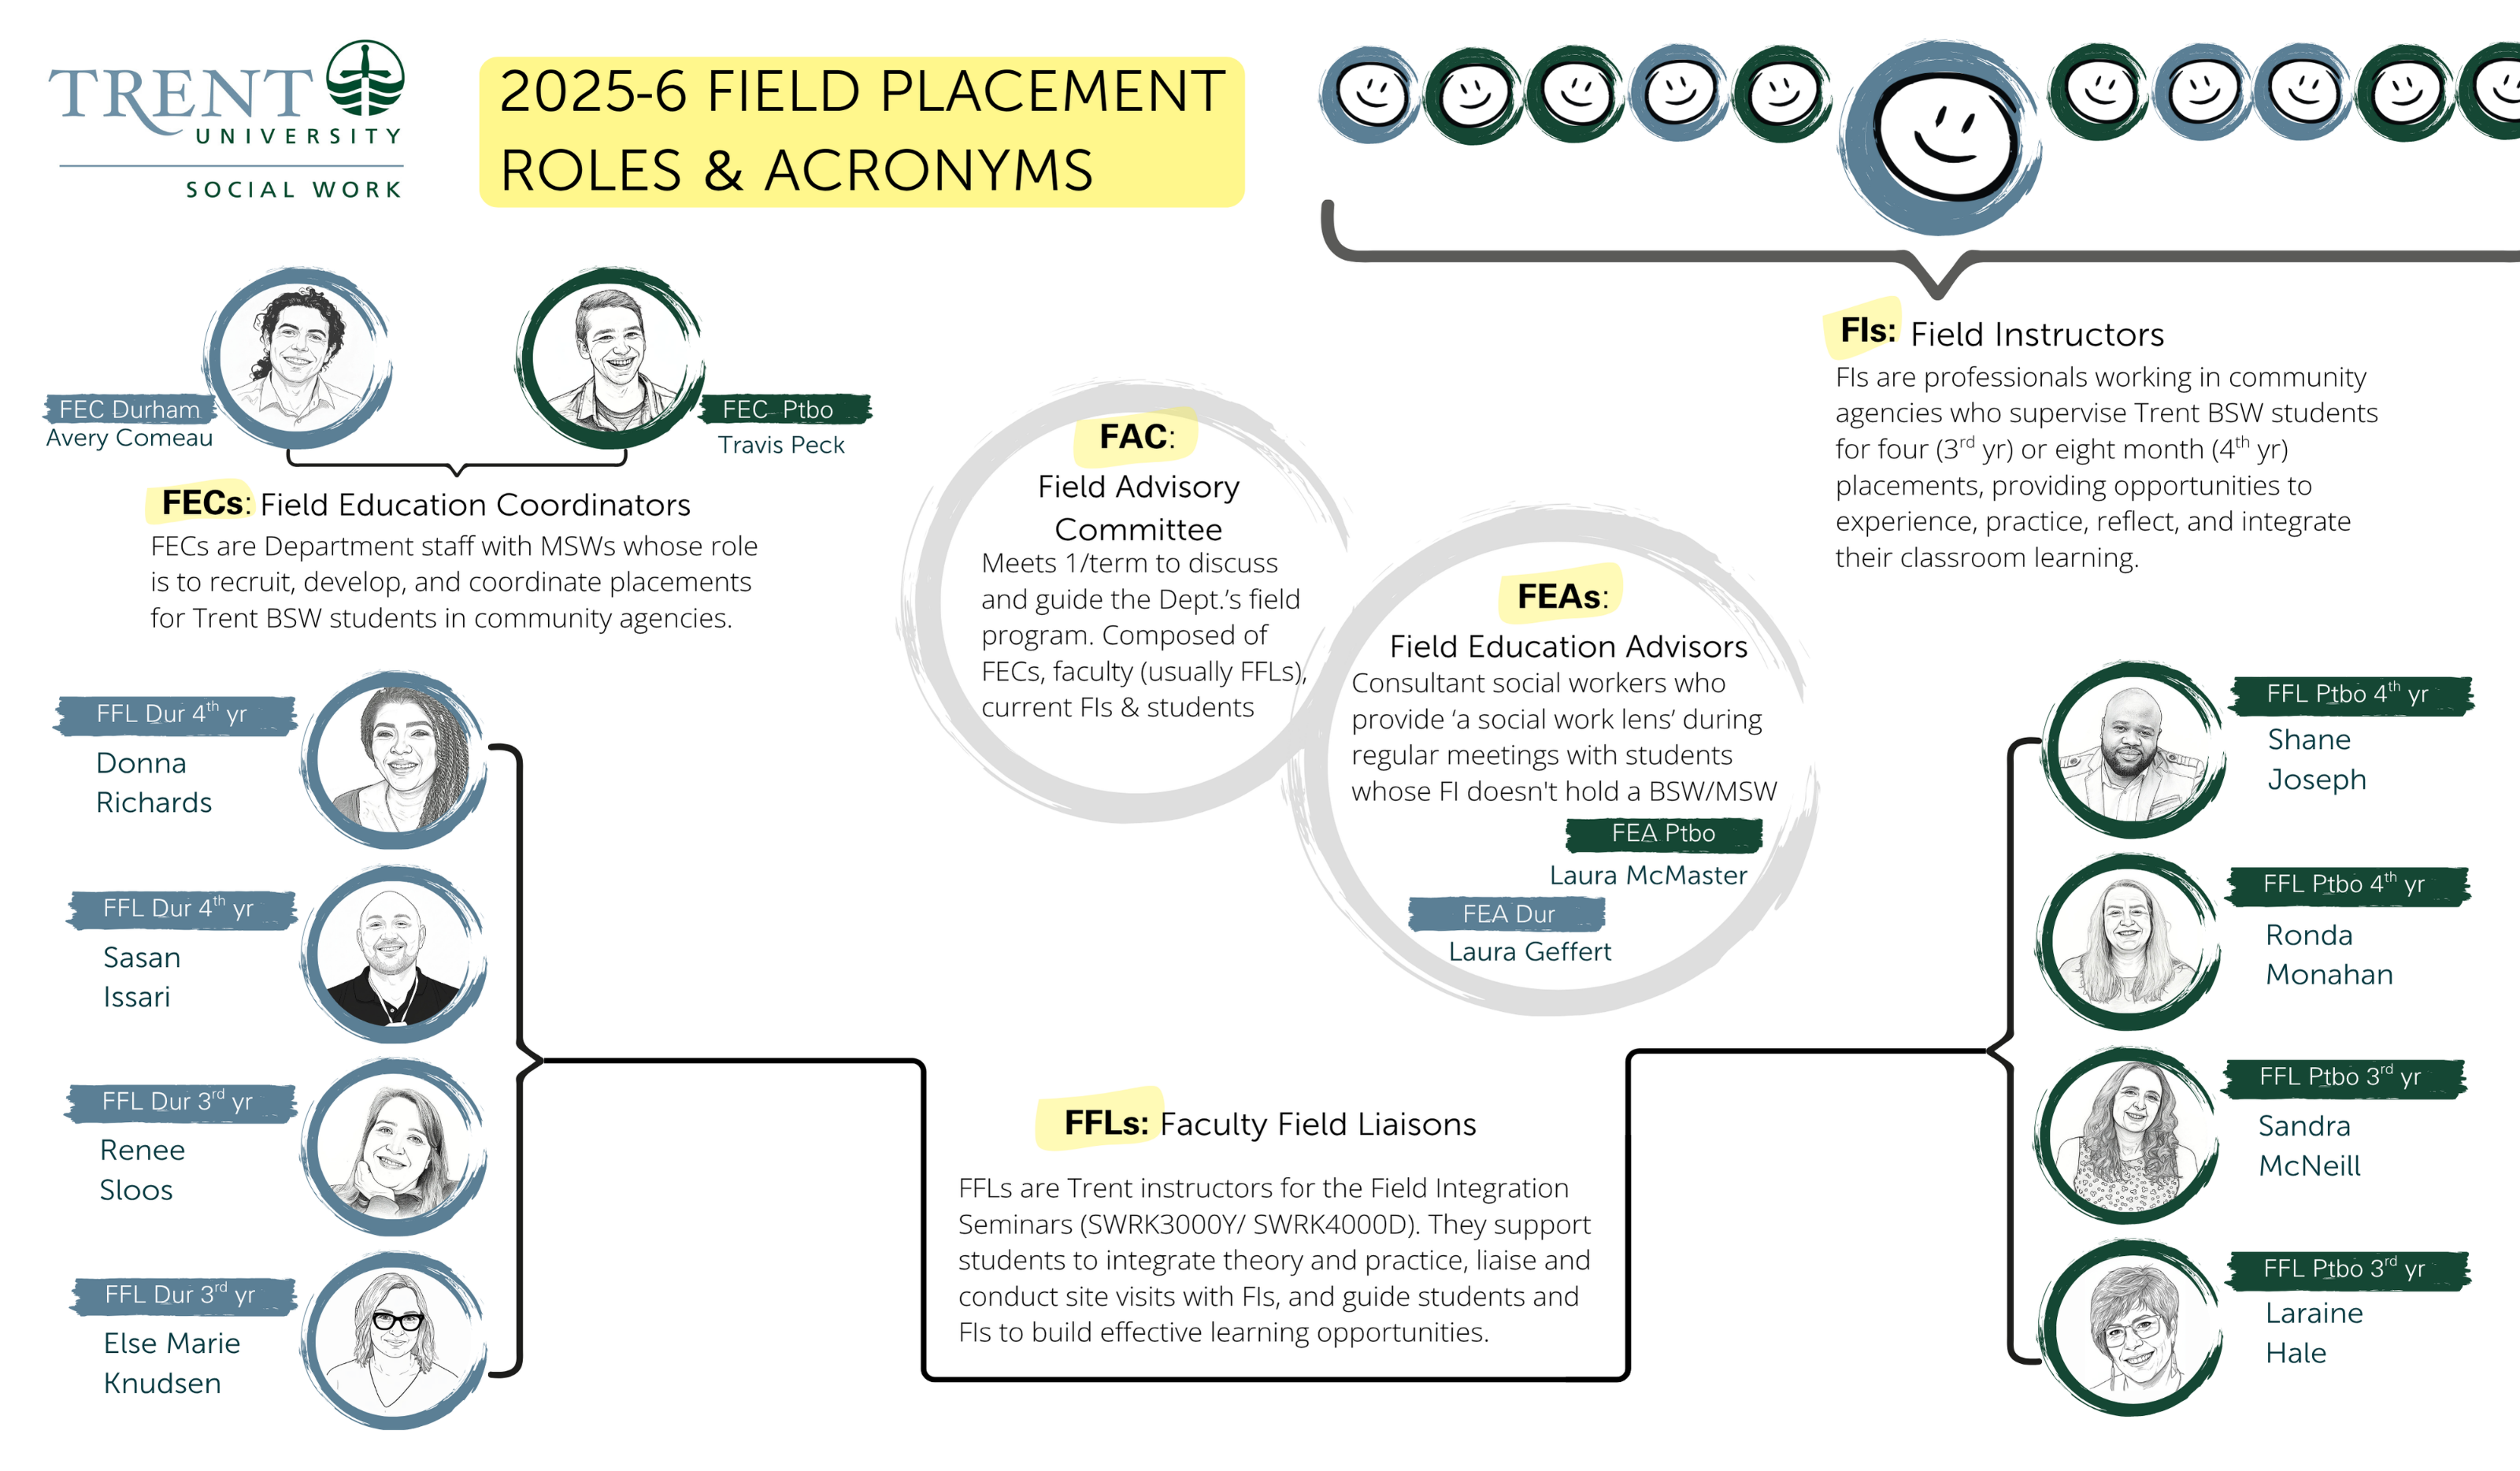 TRENT
UNIVERSITY
SOCIAL WORK
2025-6 FIELD PLACEMENT
ROLES & ACRONYMS
FEC Durham
Avery Comeau
FEC Ptbo
Travis Peck
FECs: Field Education Coordinators
FECs are Department staff with MSWs whose role
is to recruit, develop, and coordinate placements
for Trent BSW students in community agencies.
FAC:
Field Advisory
Committee
Meets 1/term to discuss
and guide the Dept.’s field
program. Composed of
FECs, faculty (usually FFLs),
current FIs & students
FEAs:
Field Education Advisors
Consultant social workers who
provide ‘a social work lens’ during
regular meetings with students
whose FI doesn't hold a BSW/MSW
FEA Ptbo
Laura McMaster
FEA Dur
Laura Geffert
FIs: Field Instructors
FIs are professionals working in community
agencies who supervise Trent BSW students
for four (3rd yr) or eight month (4th yr)
placements, providing opportunities to
experience, practice, reflect, and integrate
their classroom learning.
FFL Dur 4th yr
Donna
Richards
FFL Dur 4th yr
Sasan
Issari
FFL Dur 3rd yr
Renee
Sloos
FFL Dur 3rd yr
Else Marie
Knudsen
FFLs: Faculty Field Liaisons
FFLs are Trent instructors for the Field Integration
Seminars (SWRK3000Y/ SWRK4000D). They support
students to integrate theory and practice, liaise and
conduct site visits with FIs, and guide students and
FIs to build effective learning opportunities.
FFL Ptbo 4th yr
Shane
Joseph
FFL Ptbo 4th yr
Ronda
Monahan
FFL Ptbo 3rd yr
Sandra
McNeill
FFL Ptbo 3rd yr
Laraine
Hale